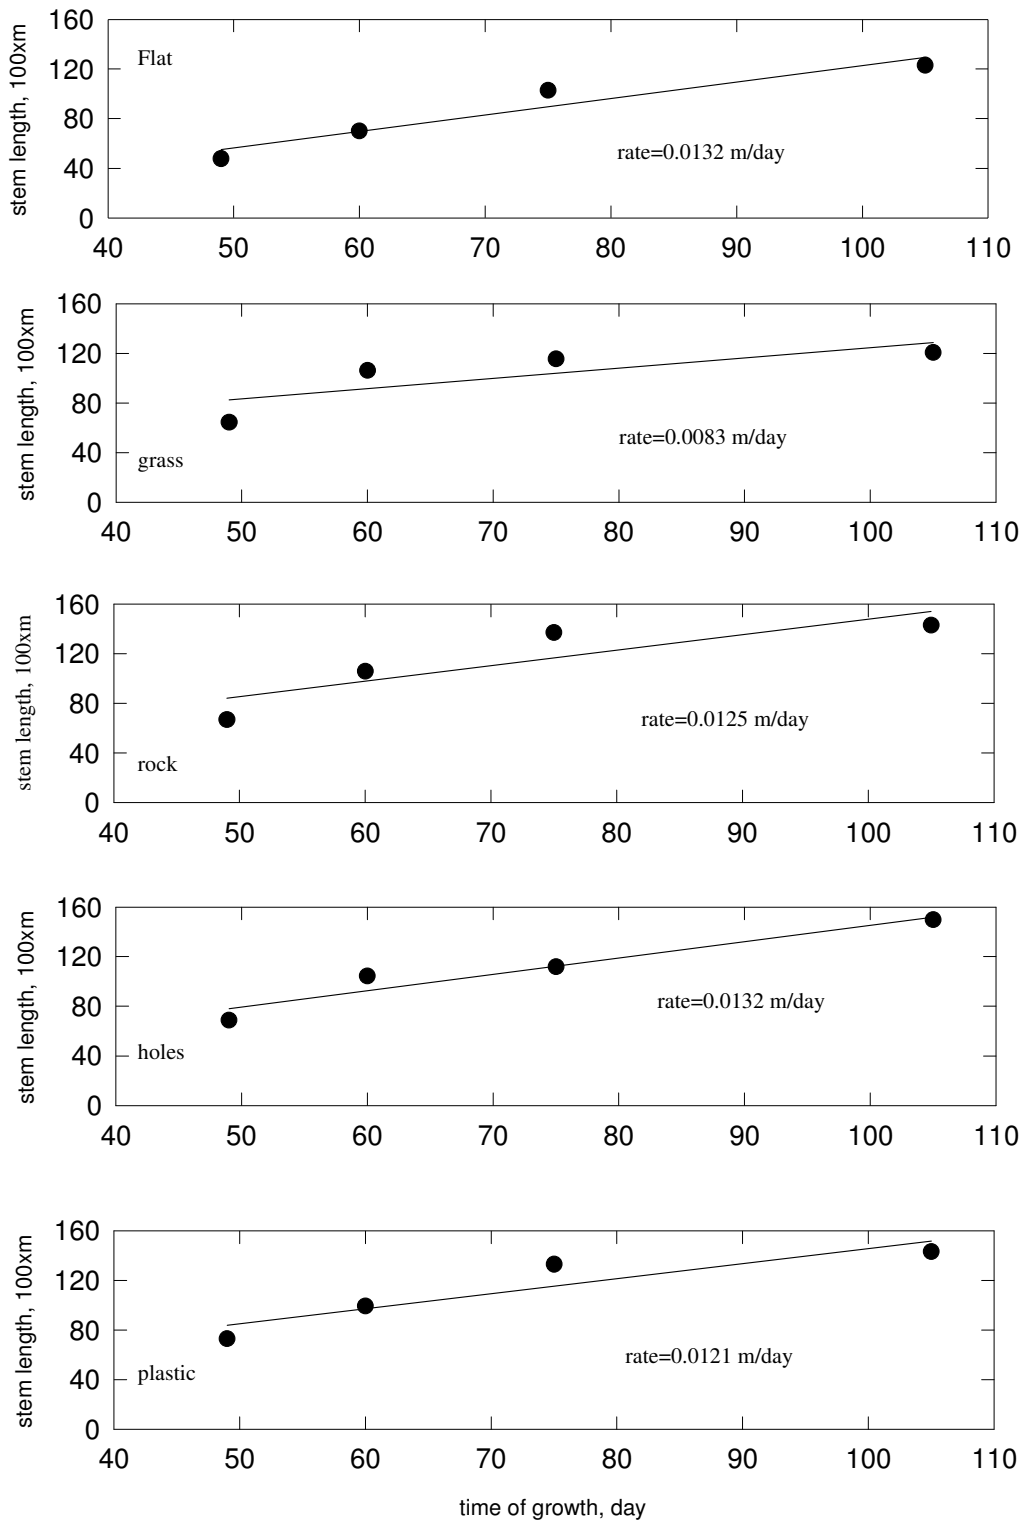 160
120
80
40
0
stem length, 100xm
Flat
rate=0.0132 m/day
40 50 60 70 80 90 100 110
160
120
80
40
0
stem length, 100xm
grass
rate=0.0083 m/day
40 50 60 70 80 90 100 110
160
120
80
40
0
stem length, 100xm
rock
rate=0.0125 m/day
40 50 60 70 80 90 100 110
160
120
80
40
0
stem length, 100xm
holes
rate=0.0132 m/day
40 50 60 70 80 90 100 110
160
120
80
40
0
stem length, 100xm
plastic
rate=0.0121 m/day
40 50 60 70 80 90 100 110
time of growth, day